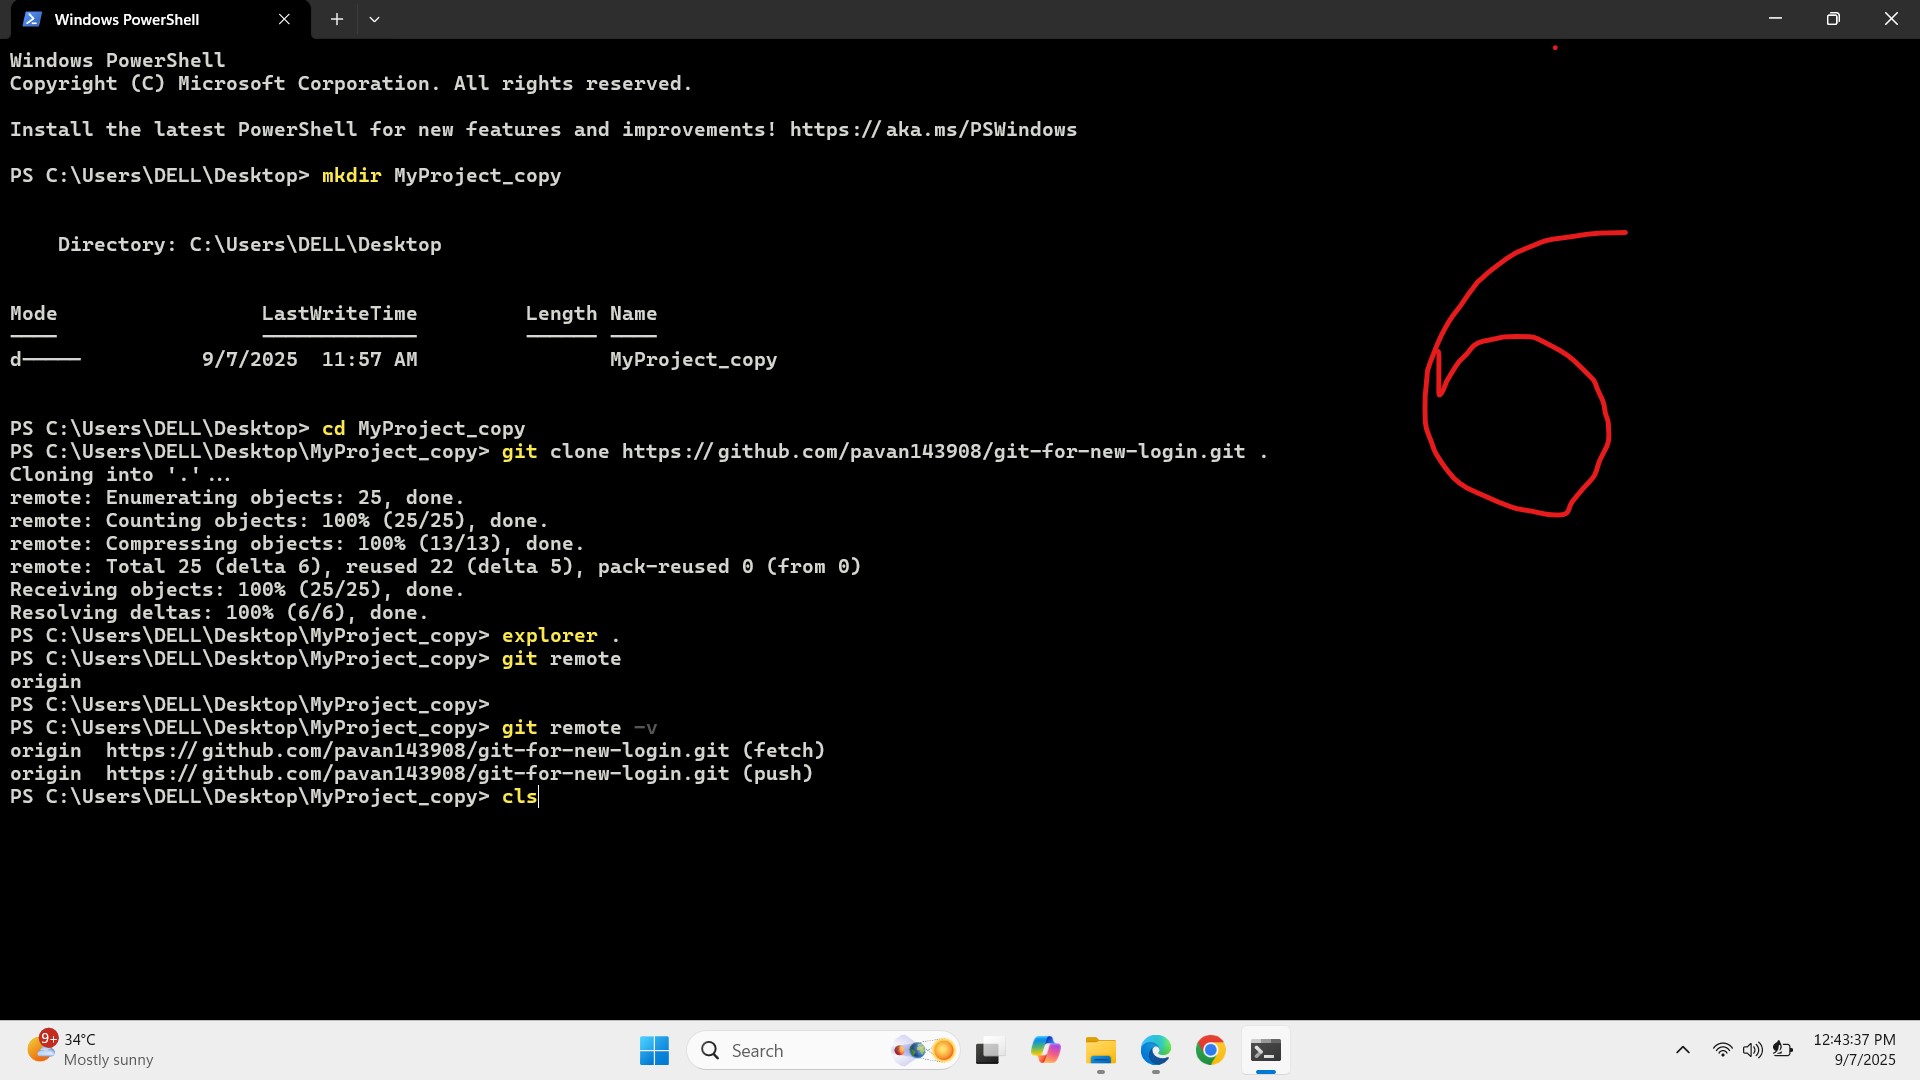 Windows PowerShell
Windows PowerShell
Copyright (C) Microsoft Corporation. All rights reserved.
Install the latest PowerShell for new features and improvements! https://aka.ms/PSWindows
PS C:\Users\DELL\Desktop> mkdir MyProject_copy
Directory: C:\Users\DELL\Desktop
Mode LastWriteTime Length Name
---- ------------- ------ ----
d----- 9/7/2025 11:57 AM MyProject_copy
6
PS C:\Users\DELL\Desktop> cd MyProject_copy
PS C:\Users\DELL\Desktop\MyProject_copy> git clone https://github.com/pavan143908/git-for-new-login.git .
Cloning into '.'...
remote: Enumerating objects: 25, done.
remote: Counting objects: 100% (25/25), done.
remote: Compressing objects: 100% (13/13), done.
remote: Total 25 (delta 6), reused 22 (delta 5), pack-reused 0 (from 0)
Receiving objects: 100% (25/25), done.
Resolving deltas: 100% (6/6), done.
PS C:\Users\DELL\Desktop\MyProject_copy> explorer .
PS C:\Users\DELL\Desktop\MyProject_copy> git remote
origin
PS C:\Users\DELL\Desktop\MyProject_copy>
PS C:\Users\DELL\Desktop\MyProject_copy> git remote -v
origin https://github.com/pavan143908/git-for-new-login.git (fetch)
origin https://github.com/pavan143908/git-for-new-login.git (push)
PS C:\Users\DELL\Desktop\MyProject_copy> cls
9+ 34°C
Mostly sunny
Search
12:43:37 PM
9/7/2025